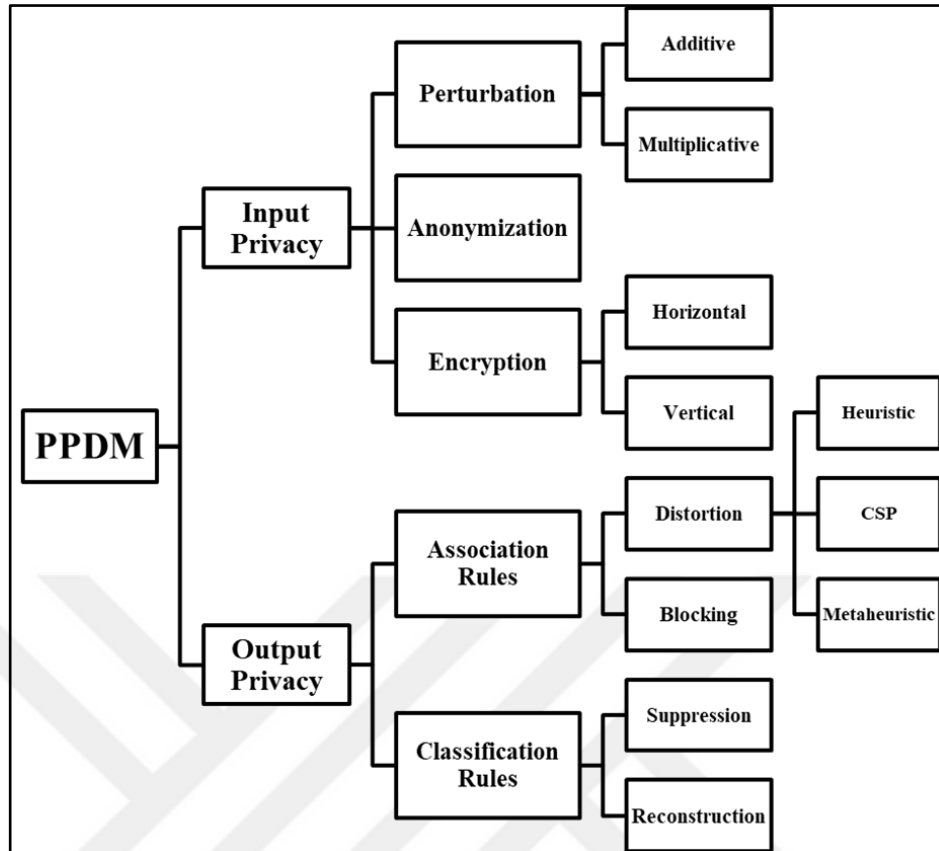 PPDM
Input
Privacy
Perturbation
Additive
Multiplicative
Anonymization
Encryption
Horizontal
Vertical
Output
Privacy
Association
Rules
Distortion
Heuristic
CSP
Metaheuristic
Blocking
Classification
Rules
Suppression
Reconstruction